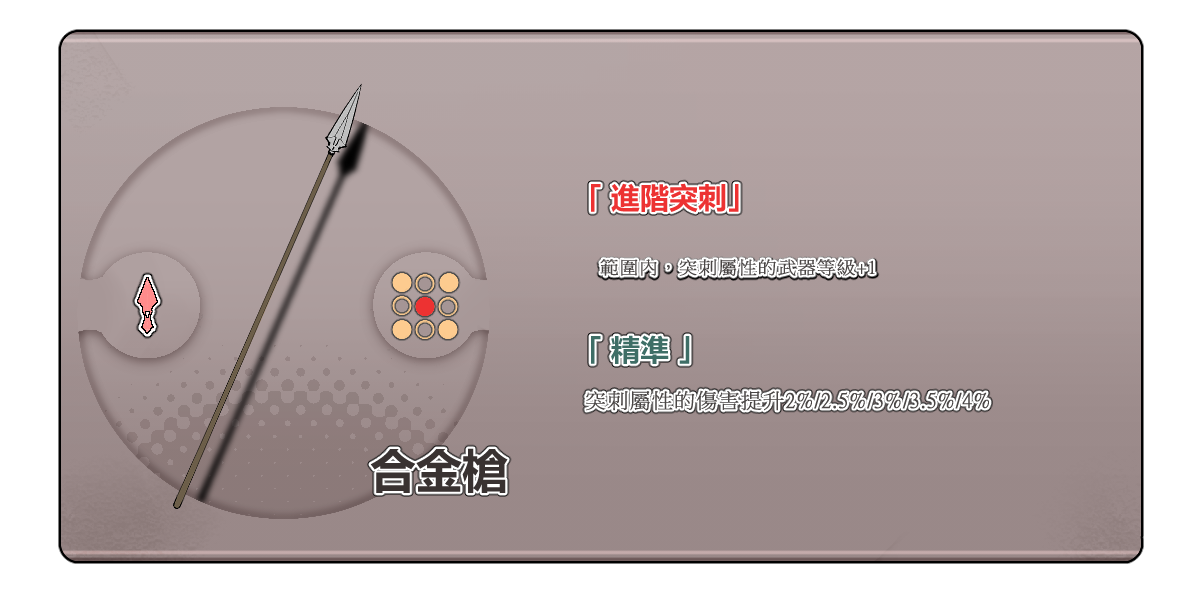 「進階突刺」
範圍內，突刺屬性的武器等級+1
「精準」
突刺屬性的傷害提升2%/2.5%/3%/3.5%/4%
合金槍